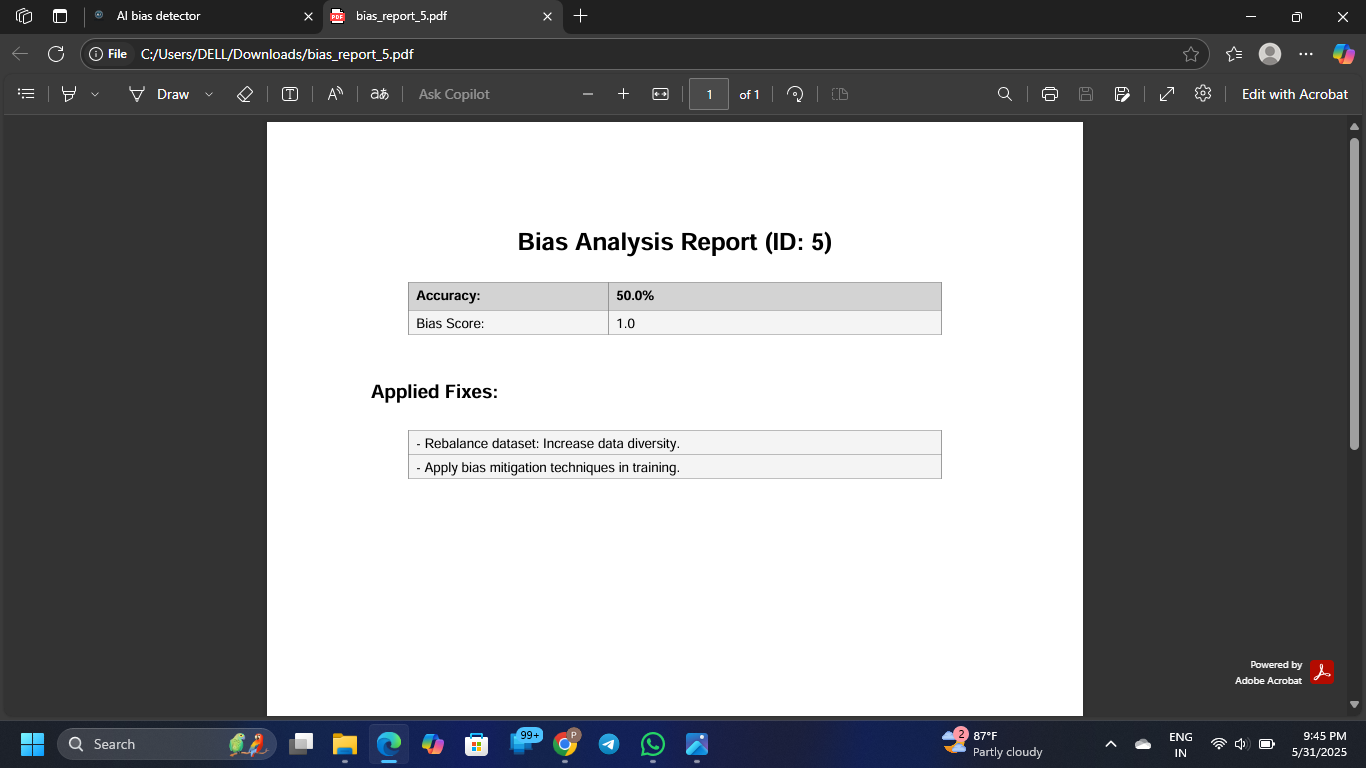 AI bias detector
bias_report_5.pdf
File C:/Users/DELL/Downloads/bias_report_5.pdf
Draw
Ask Copilot
1 of 1
Edit with Acrobat
Bias Analysis Report (ID: 5)
Accuracy: 50.0%
Bias Score: 1.0
Applied Fixes:
- Rebalance dataset: Increase data diversity.
- Apply bias mitigation techniques in training.
Powered by
Adobe Acrobat
Search
99+
P
2
87°F
Partly cloudy
ENG
IN
9:45 PM
5/31/2025